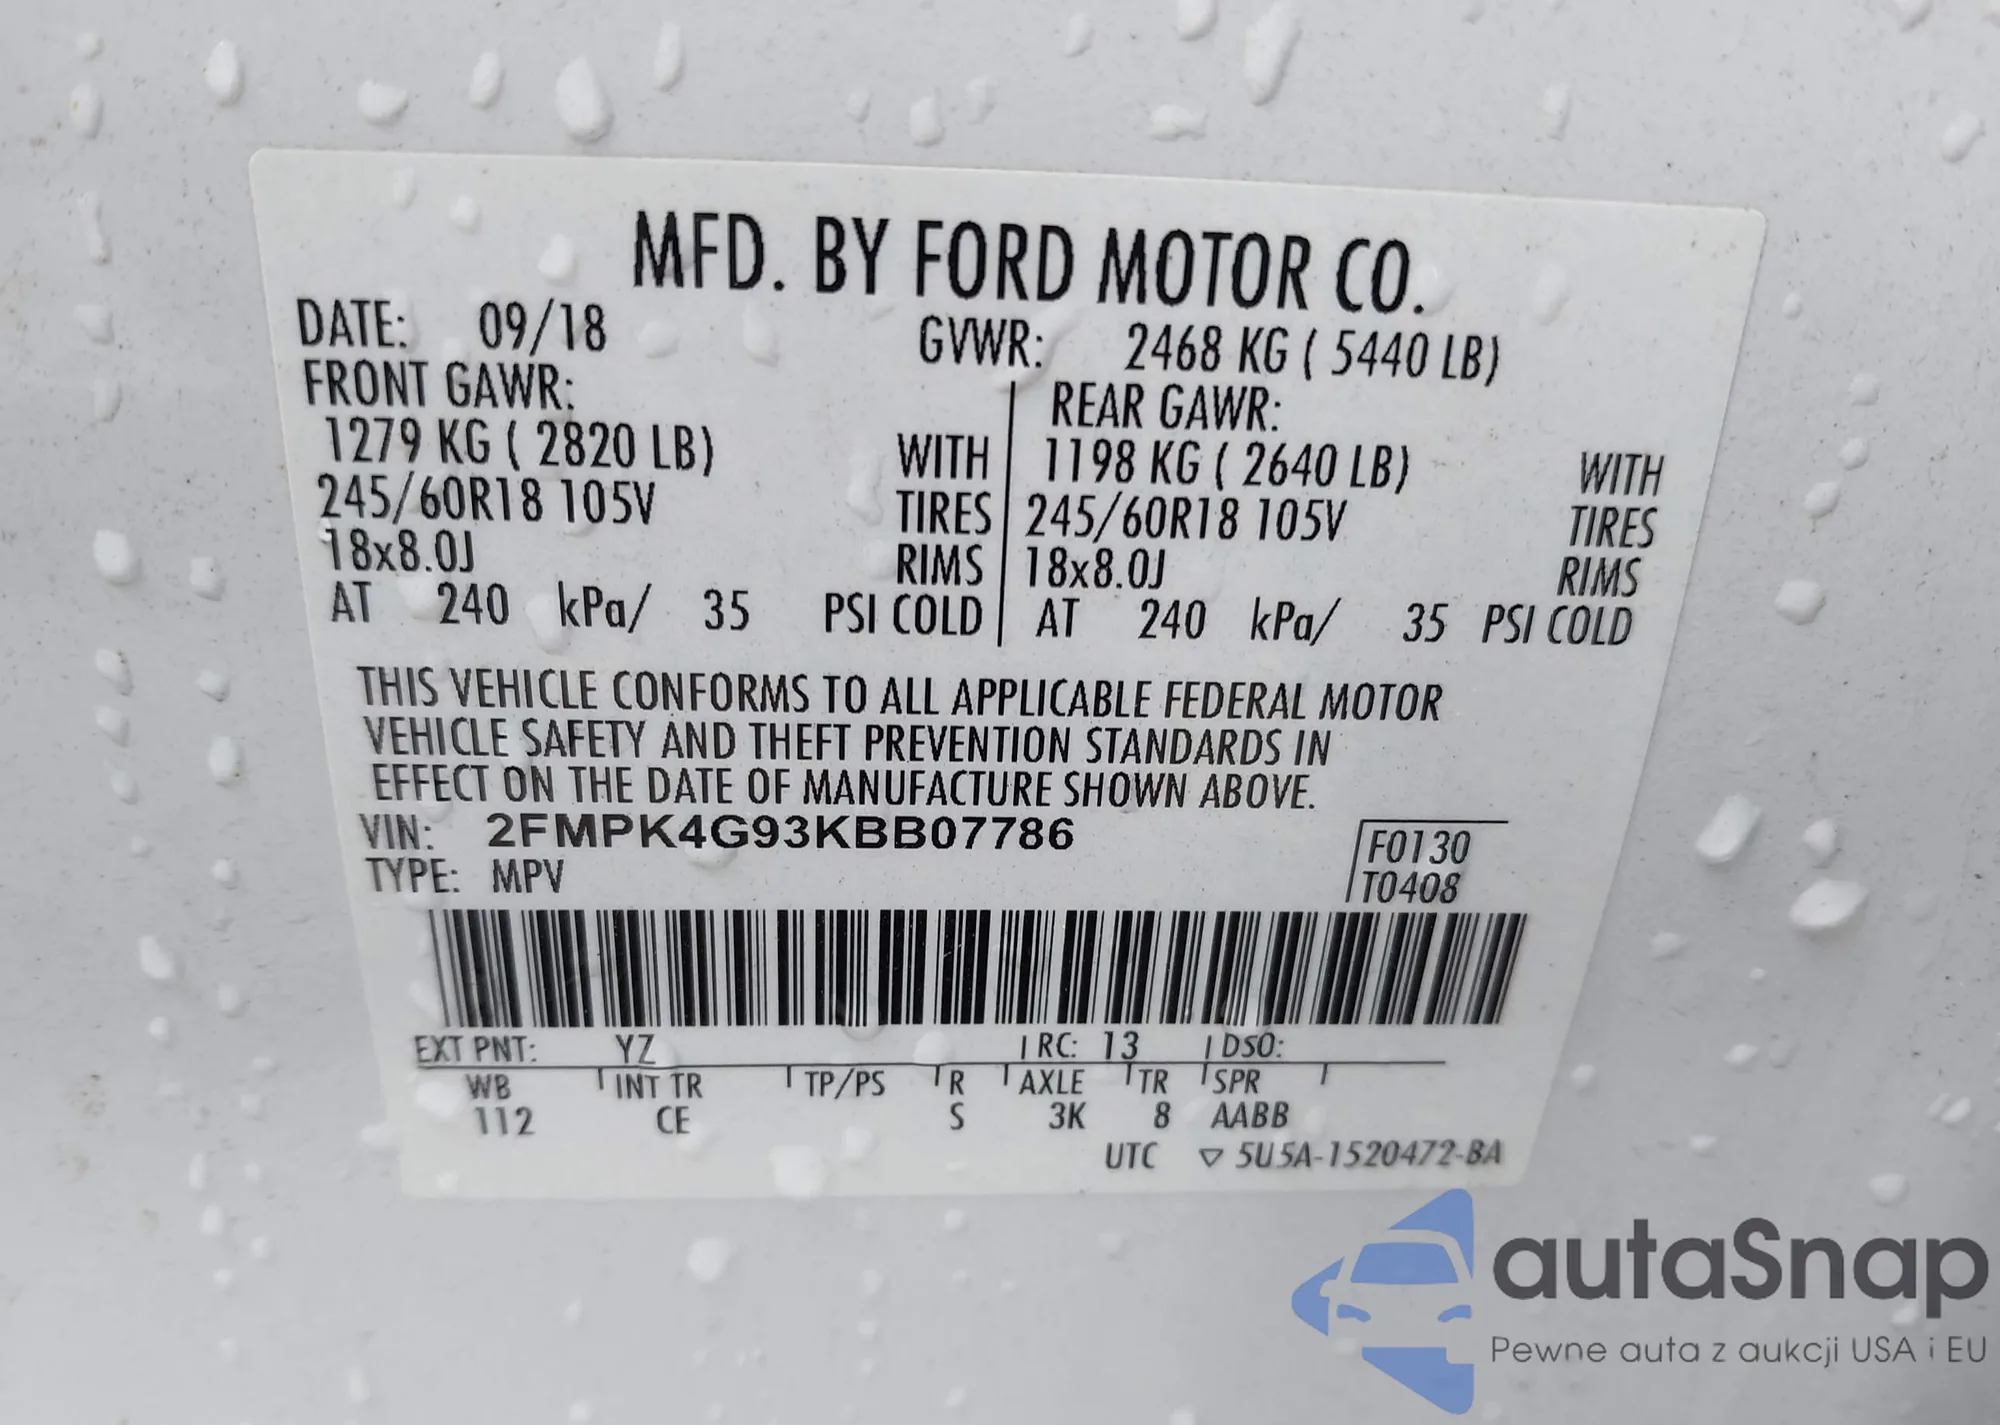 MFD. BY FORD MOTOR CO.
DATE: 09/18 GVWR: 2468 KG ( 5440 LB)
FRONT GAWR: REAR GAWR:
1279 KG ( 2820 LB) WITH 1198 KG ( 2640 LB) WITH
245/60R18 105V TIRES 245/60R18 105V TIRES
18x8.0J RIMS 18x8.0J RIMS
AT 240 kPa/ 35 PSI COLD AT 240 kPa/ 35 PSI COLD
THIS VEHICLE CONFORMS TO ALL APPLICABLE FEDERAL MOTOR
VEHICLE SAFETY AND THEFT PREVENTION STANDARDS IN
EFFECT ON THE DATE OF MANUFACTURE SHOWN ABOVE.
VIN: 2FMPK4G93KBB07786 F0130
TYPE: MPV T0408
EXT PNT: YZ RC: 13 DSO:
WB INT TR TP/PS R AXLE TR SPR
112 CE S 3K 8 AABB
UTC ▽ 5U5A-1520472-BA
autaSnap
Pewne auta z aukcji USA i EU